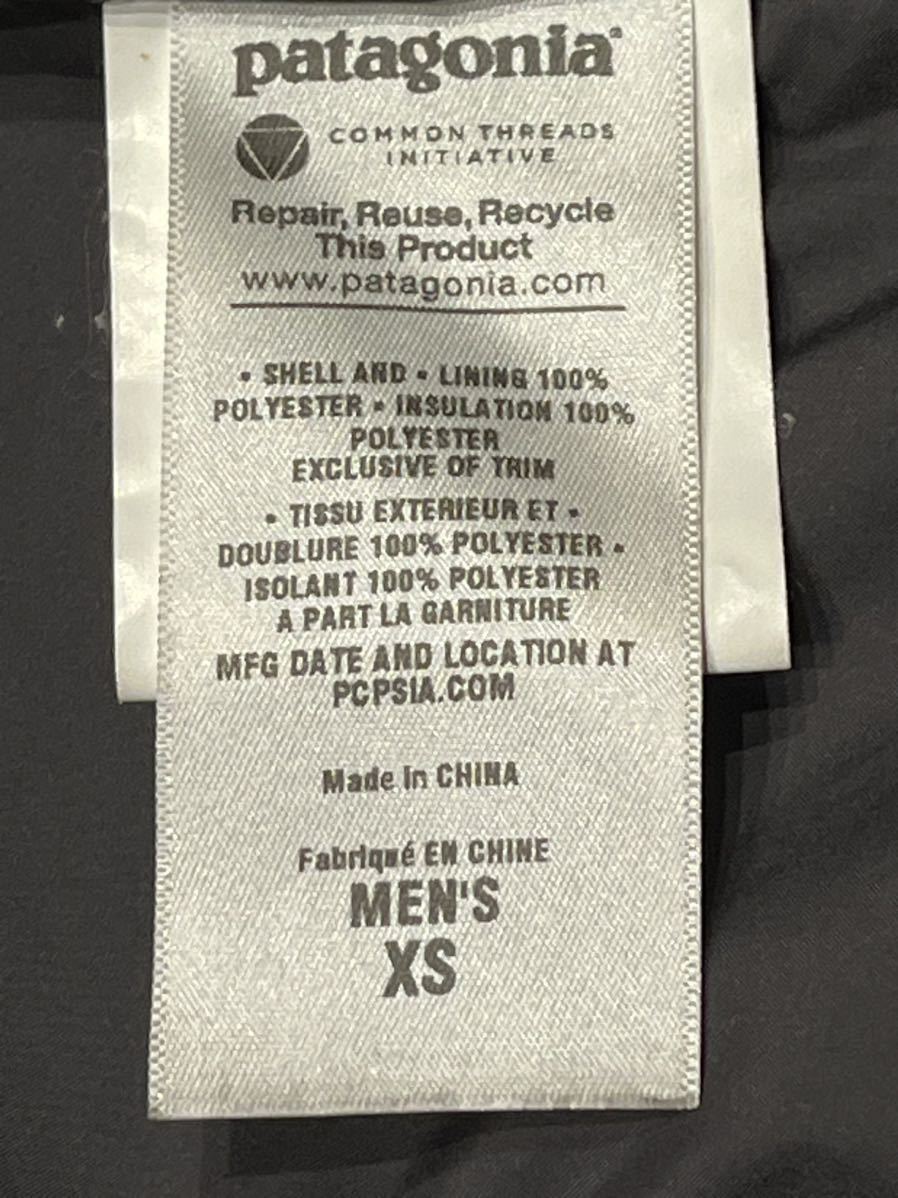 patagonia®
COMMON THREADS
INITIATIVE
Repair, Reuse, Recycle
This Product
www.patagonia.com
• SHELL AND • LINING 100%
POLYESTER • INSULATION 100%
POLYESTER
EXCLUSIVE OF TRIM
• TISSU EXTERIEUR ET •
DOUBLURE 100% POLYESTER •
ISOLANT 100% POLYESTER
A PART LA GARNITURE
MFG DATE AND LOCATION AT
PCPSIA.COM
Made in CHINA
Fabriqué EN CHINE
MEN'S
XS